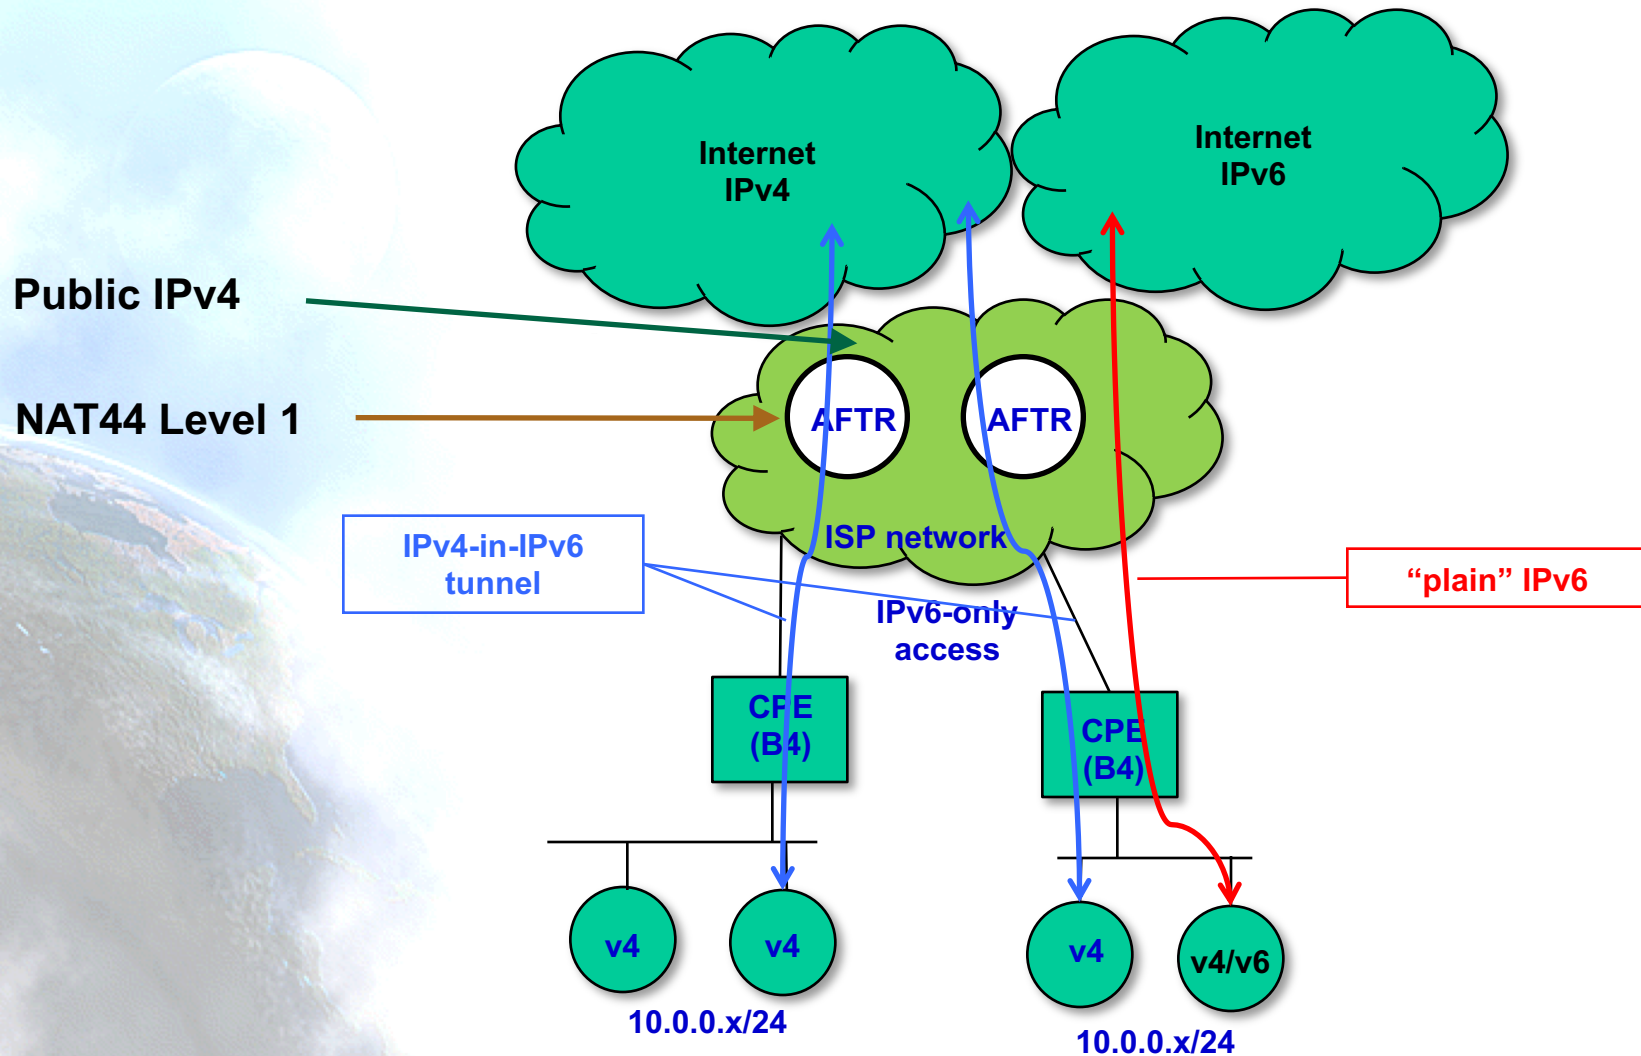 Internet
IPv4
Internet
IPv6
Public IPv4
NAT44 Level 1
AFTR
AFTR
ISP network
IPv4-in-IPv6
tunnel
“plain” IPv6
IPv6-only
access
CPE
(B4)
CPE
(B4)
v4
v4
v4
v4/v6
10.0.0.x/24
10.0.0.x/24